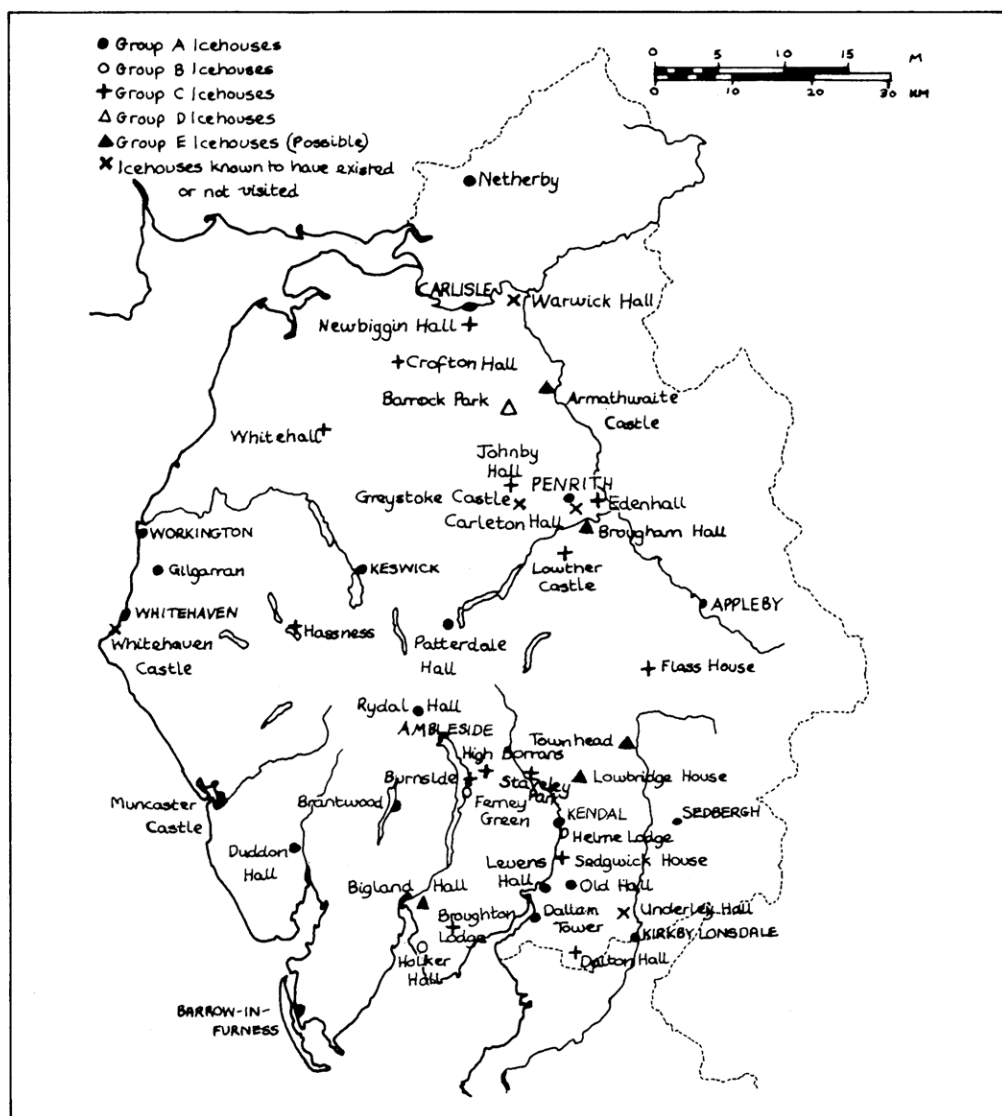 Group A Icehouses
Group B Icehouses
Group C Icehouses
Group D Icehouses
Group E Icehouses (Possible)
Icehouses known to have existed
or not visited
0 5 10 15 M
0 10 20 30 KM
Netherby
CARLISLE
Warwick Hall
Newbiggin Hall
Crofton Hall
Barrock Park
Armathwaite
Castle
Whitehall
Johnby
Hall
PENRITH
Greystoke Castle
Edenhall
Carleton Hall
Brougham Hall
WORKINGTON
Gilgarran
KESWICK
Lowther
Castle
APPLEBY
WHITEHAVEN
Whitehaven
Castle
Hassness
Patterdale
Hall
Flass House
Rydal Hall
AMBLESIDE
Townhead
High Borrans
Burnside
Staveley
Park
Lowbridge House
Muncaster
Castle
Brantwood
Ferney
Green
KENDAL
SEDBERGH
Helme Lodge
Duddon
Hall
Sedgwick House
Levens
Hall
Old Hall
Bigland Hall
Broughton
Lodge
Dallam
Tower
Underley Hall
KIRKBY LONSDALE
Holker
Hall
Dalton Hall
BARROW-IN-
FURNESS